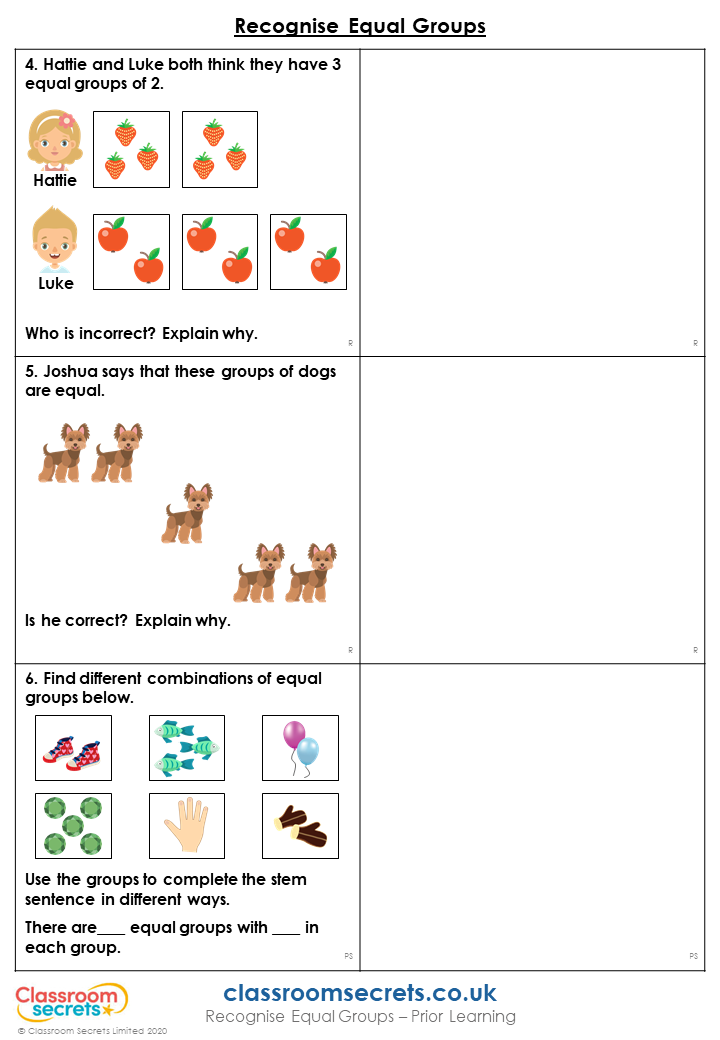 Recognise Equal Groups
4. Hattie and Luke both think they have 3
equal groups of 2.
Hattie
Luke
Who is incorrect? Explain why.
R
R
5. Joshua says that these groups of dogs
are equal.
Is he correct? Explain why.
R
R
6. Find different combinations of equal
groups below.
Use the groups to complete the stem
sentence in different ways.
There are___ equal groups with ___ in
each group.
PS
PS
Classroom
secrets
© Classroom Secrets Limited 2020
classroomsecrets.co.uk
Recognise Equal Groups – Prior Learning